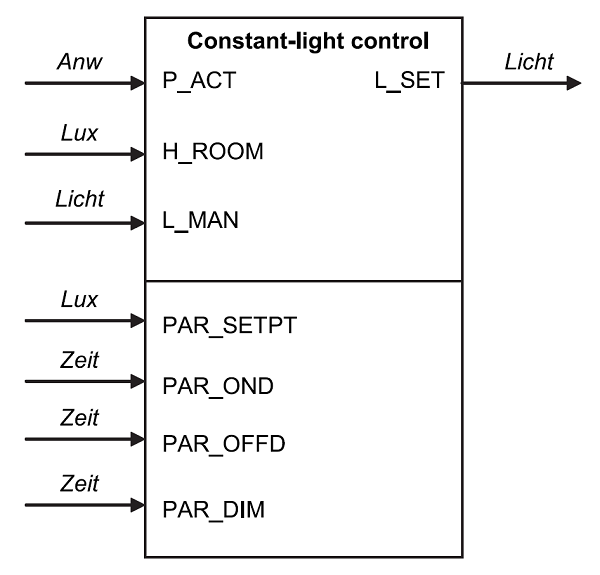 Constant-light control
Anw P_ACT L_SET Licht
Lux H_ROOM
Licht L_MAN
Lux PAR_SETPT
Zeit PAR_OND
Zeit PAR_OFFD
Zeit PAR_DIM